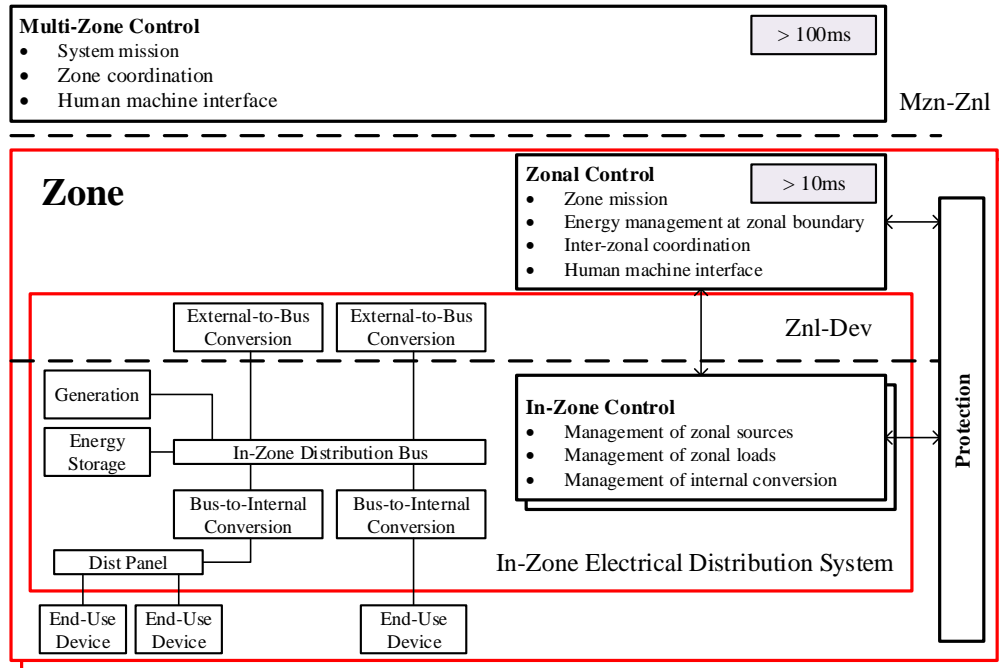 Multi-Zone Control
> 100ms
• System mission
• Zone coordination
• Human machine interface
Mzn-Znl
Zone
Zonal Control
> 10ms
• Zone mission
• Energy management at zonal boundary
• Inter-zonal coordination
• Human machine interface
External-to-Bus
Conversion
External-to-Bus
Conversion
Znl-Dev
Generation
Energy
Storage
In-Zone Distribution Bus
In-Zone Control
• Management of zonal sources
• Management of zonal loads
• Management of internal conversion
Protection
Bus-to-Internal
Conversion
Bus-to-Internal
Conversion
Dist Panel
In-Zone Electrical Distribution System
End-Use
Device
End-Use
Device
End-Use
Device